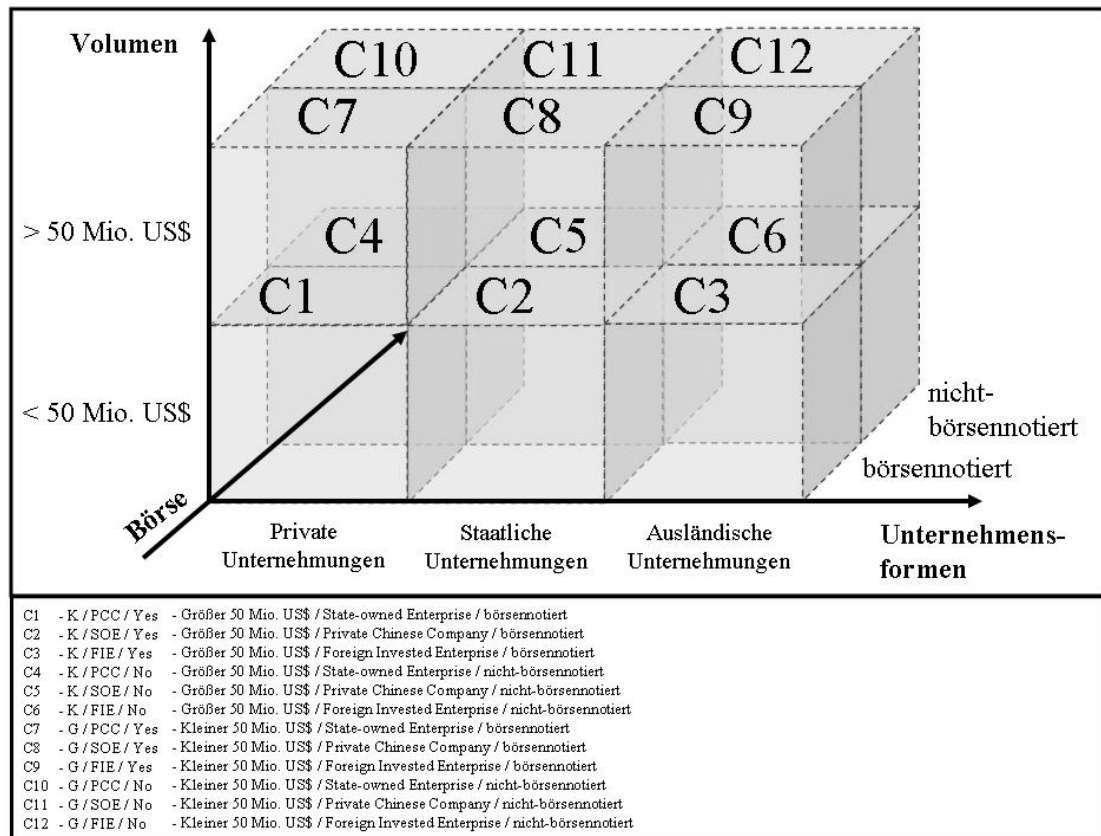 Volumen
C10 C11 C12
C7 C8 C9
> 50 Mio. US$
C4 C5 C6
C1 C2 C3
< 50 Mio. US$
nicht-
börsennotiert
börsennotiert
Börse
Private
Unternehmungen
Staatliche
Unternehmungen
Ausländische
Unternehmungen
Unternehmens-
formen
C1 - K / PCC / Yes - Größer 50 Mio. US$ / State-owned Enterprise / börsennotiert
C2 - K / SOE / Yes - Größer 50 Mio. US$ / Private Chinese Company / börsennotiert
C3 - K / FIE / Yes - Größer 50 Mio. US$ / Foreign Invested Enterprise / börsennotiert
C4 - K / PCC / No - Größer 50 Mio. US$ / State-owned Enterprise / nicht-börsennotiert
C5 - K / SOE / No - Größer 50 Mio. US$ / Private Chinese Company / nicht-börsennotiert
C6 - K / FIE / No - Größer 50 Mio. US$ / Foreign Invested Enterprise / nicht-börsennotiert
C7 - G / PCC / Yes - Kleiner 50 Mio. US$ / State-owned Enterprise / börsennotiert
C8 - G / SOE / Yes - Kleiner 50 Mio. US$ / Private Chinese Company / börsennotiert
C9 - G / FIE / Yes - Kleiner 50 Mio. US$ / Foreign Invested Enterprise / börsennotiert
C10 - G / PCC / No - Kleiner 50 Mio. US$ / State-owned Enterprise / nicht-börsennotiert
C11 - G / SOE / No - Kleiner 50 Mio. US$ / Private Chinese Company / nicht-börsennotiert
C12 - G / FIE / No - Kleiner 50 Mio. US$ / Foreign Invested Enterprise / nicht-börsennotiert